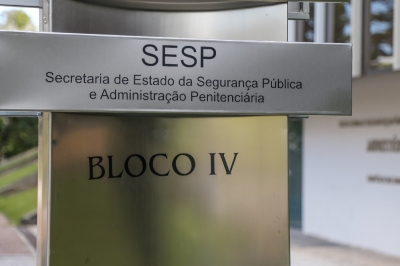 SESP
Secretaria de Estado da Segurança Pública
e Administração Penitenciária
BLOCO IV